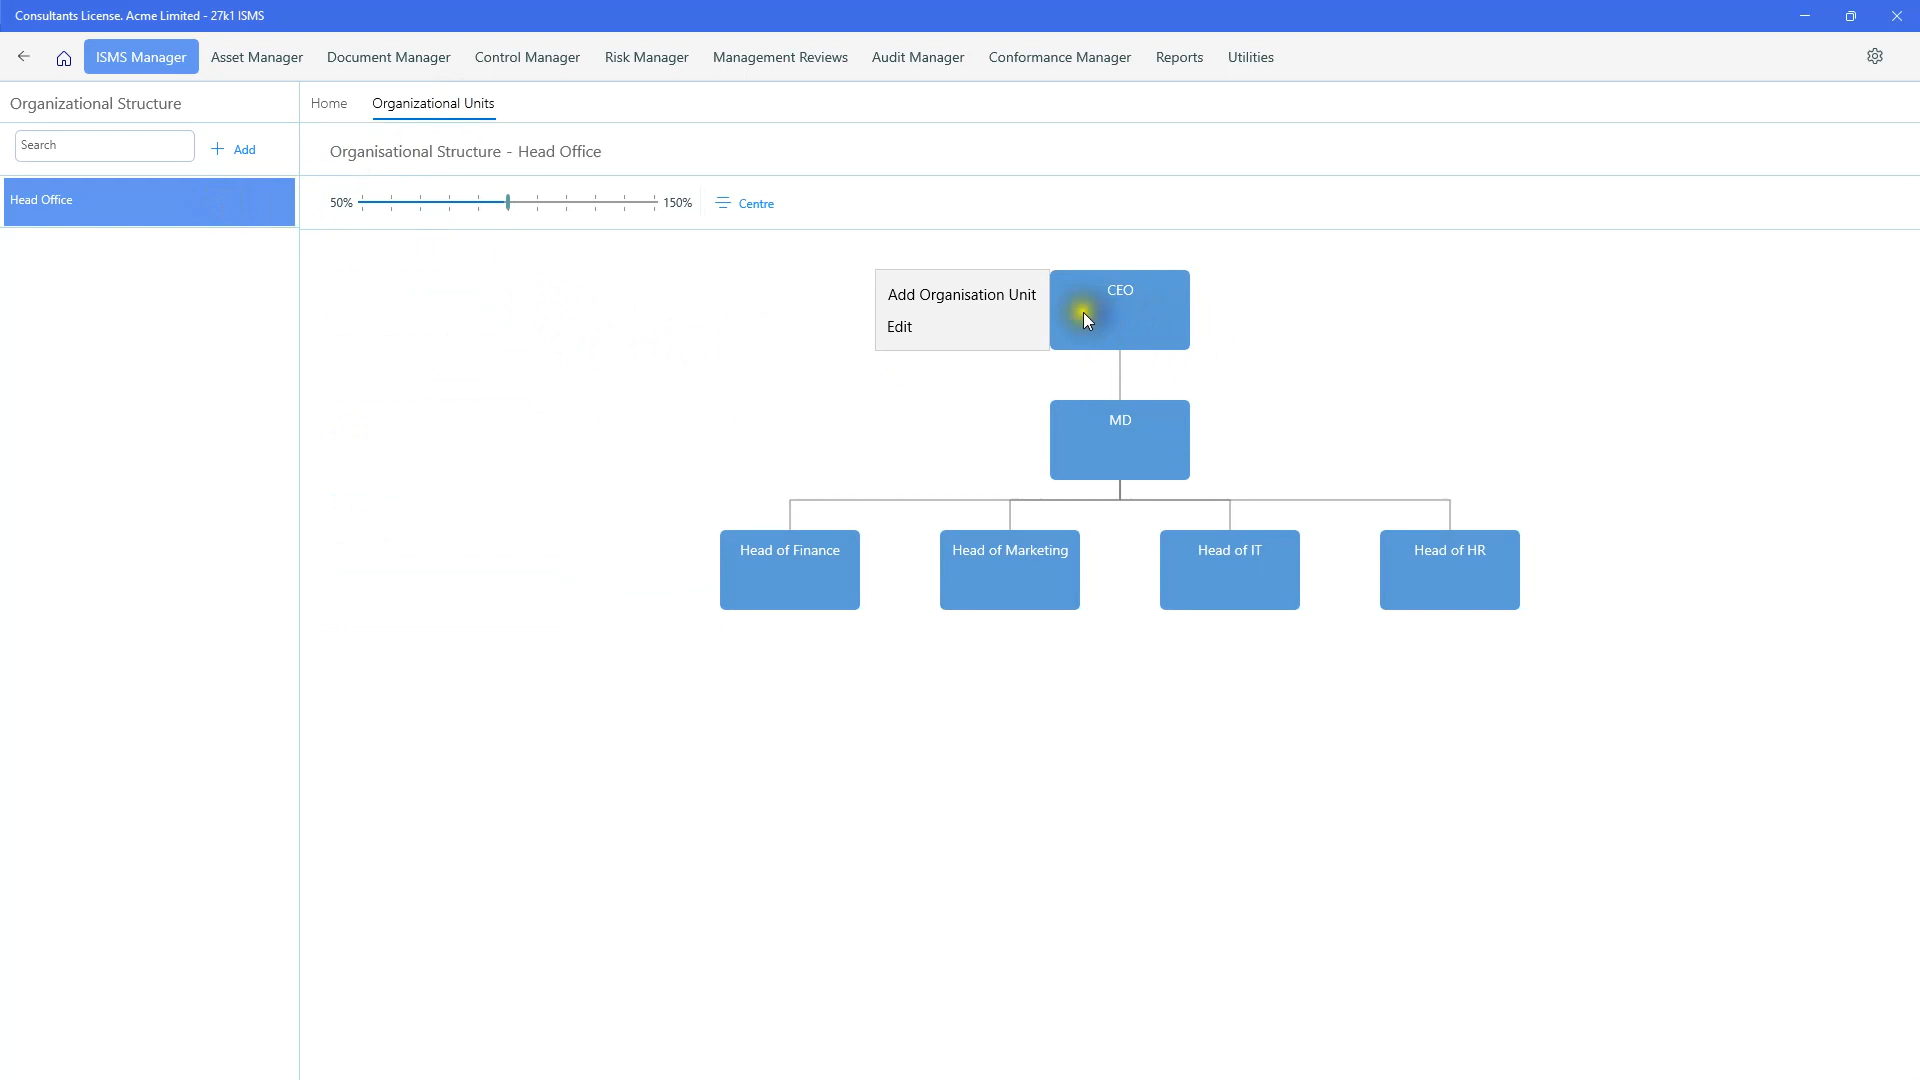 Consultants License. Acme Limited - 27k1 ISMS
ISMS Manager Asset Manager Document Manager Control Manager Risk Manager Management Reviews Audit Manager Conformance Manager Reports Utilities
Organizational Structure
Home Organizational Units
Search
Add
Organisational Structure - Head Office
Head Office
50% 150% Centre
Add Organisation Unit
Edit
CEO
MD
Head of Finance Head of Marketing Head of IT Head of HR